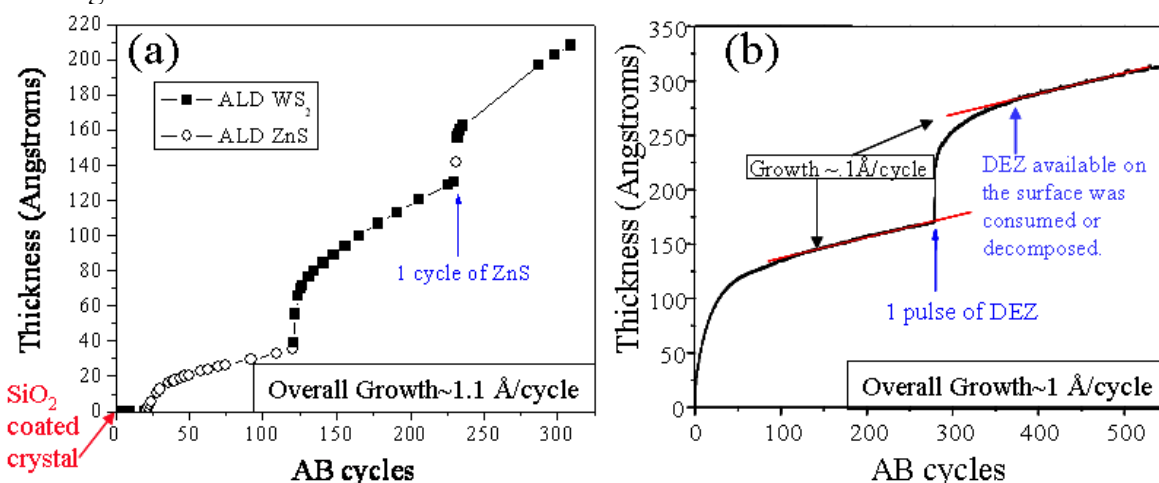 (a)
Thickness (Angstroms)
220
200
180
160
140
120
100
80
60
40
20
0
ALD WS₂
ALD ZnS
1 cycle of ZnS
Overall Growth~1.1 Å/cycle
SiO₂
coated
crystal
0 50 100 150 200 250 300
AB cycles
(b)
Thickness (Angstroms)
350
300
250
200
150
100
50
0
Growth ~.1Å/cycle
DEZ available on
the surface was
consumed or
decomposed.
1 pulse of DEZ
Overall Growth~1 Å/cycle
0 100 200 300 400 500
AB cycles